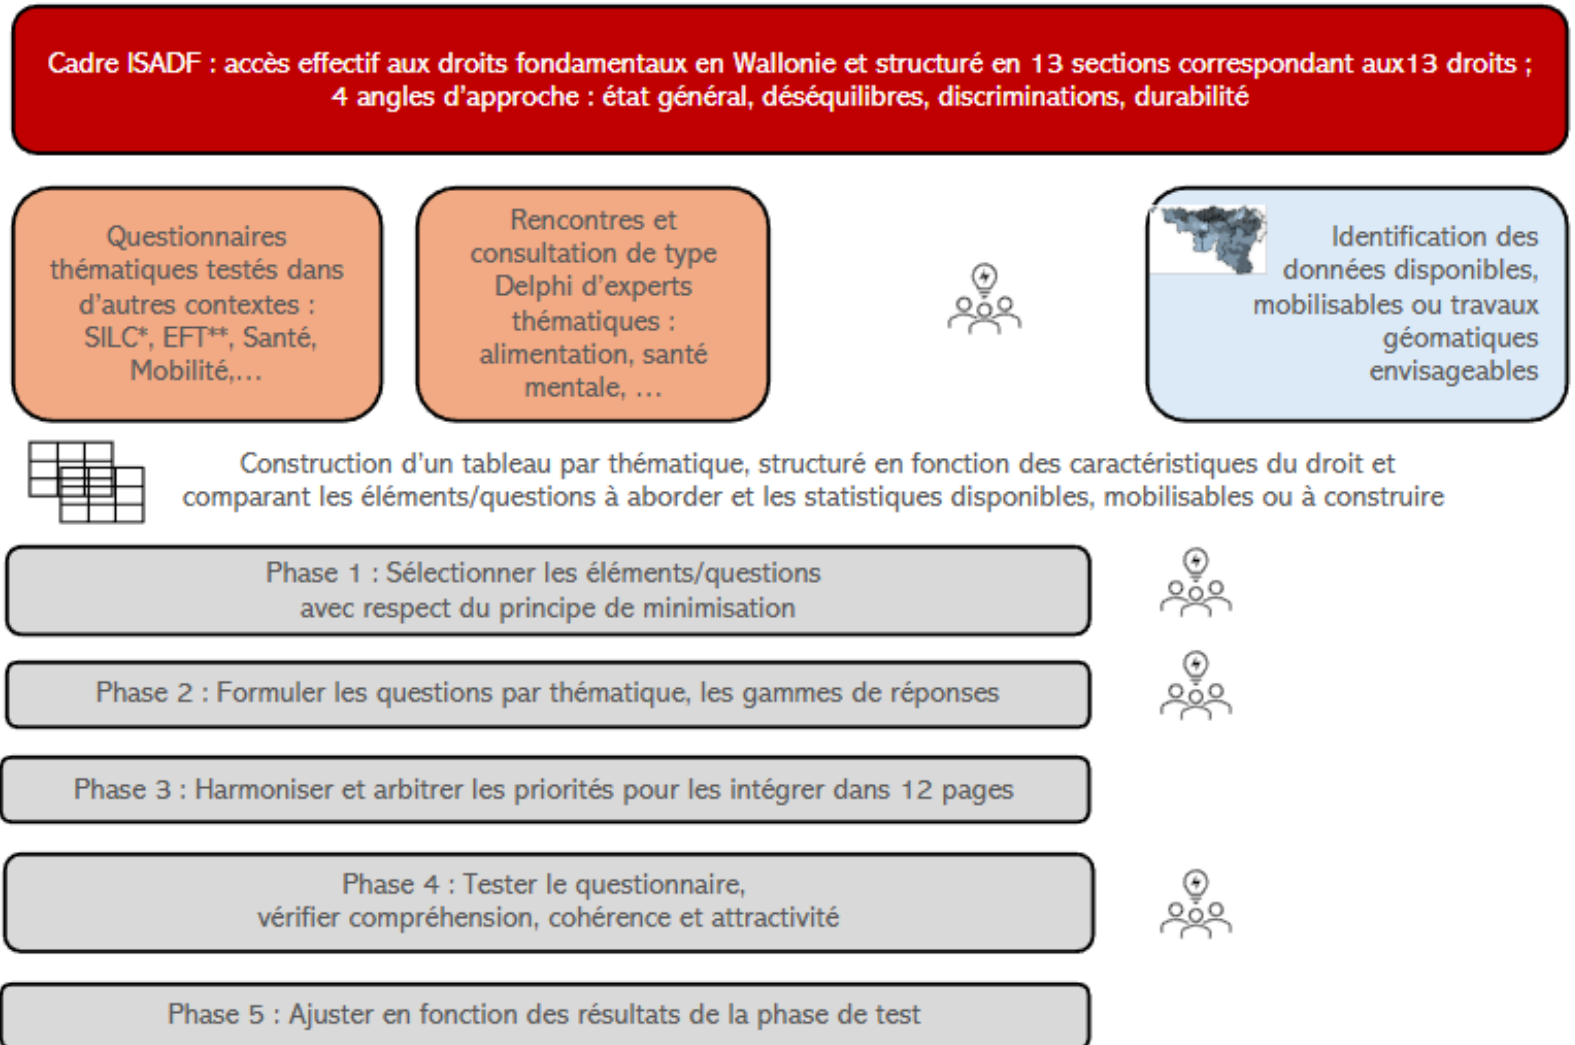 Cadre ISADF : accès effectif aux droits fondamentaux en Wallonie et structuré en 13 sections correspondant aux13 droits ;
4 angles d'approche : état général, déséquilibres, discriminations, durabilité
Questionnaires
thématiques testés dans
d'autres contextes :
SILC*, EFT**, Santé,
Mobilité,…
Rencontres et
consultation de type
Delphi d'experts
thématiques :
alimentation, santé
mentale, …
Identification des
données disponibles,
mobilisables ou travaux
géomatiques
envisageables
Construction d'un tableau par thématique, structuré en fonction des caractéristiques du droit et
comparant les éléments/questions à aborder et les statistiques disponibles, mobilisables ou à construire
Phase 1 : Sélectionner les éléments/questions
avec respect du principe de minimisation
Phase 2 : Formuler les questions par thématique, les gammes de réponses
Phase 3 : Harmoniser et arbitrer les priorités pour les intégrer dans 12 pages
Phase 4 : Tester le questionnaire,
vérifier compréhension, cohérence et attractivité
Phase 5 : Ajuster en fonction des résultats de la phase de test